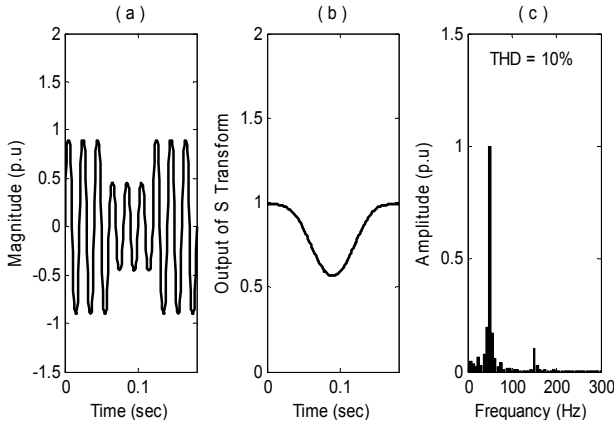 ( a )
2
1.5
1
0.5
0
-0.5
-1
-1.5
0
0.1
Time (sec)
Magnitude (p.u)
( b )
2
1.5
1
0.5
0
0
0.1
Time (sec)
Output of S Transform
( c )
THD = 10%
1.5
1
0.5
0
0
100
200
300
Frequancy (Hz)
Amplitude (p.u)